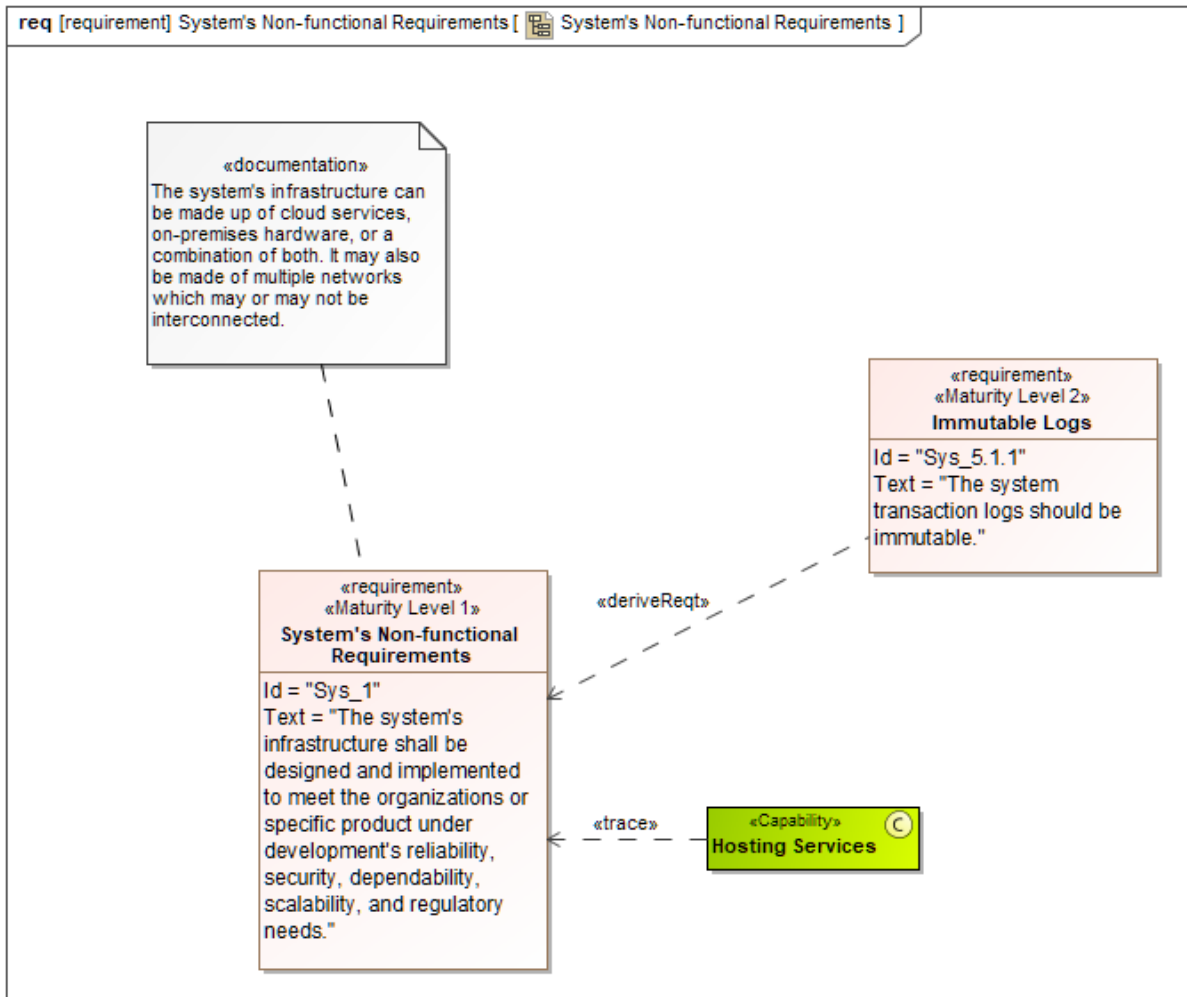 req [requirement] System's Non-functional Requirements [ System's Non-functional Requirements ]
«documentation»
The system's infrastructure can
be made up of cloud services,
on-premises hardware, or a
combination of both. It may also
be made of multiple networks
which may or may not be
interconnected.
«requirement»
«Maturity Level 2»
Immutable Logs
Id = "Sys_5.1.1"
Text = "The system
transaction logs should be
immutable."
«deriveReqt»
«requirement»
«Maturity Level 1»
System's Non-functional
Requirements
Id = "Sys_1"
Text = "The system's
infrastructure shall be
designed and implemented
to meet the organizations or
specific product under
development's reliability,
security, dependability,
scalability, and regulatory
needs."
«trace»
«Capability»
C
Hosting Services